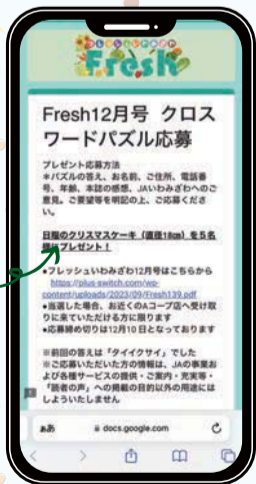 Fresh
Fresh12月号 クロス
ワードパズル応募
プレゼント応募方法
*パズルの答え、お名前、ご住所、電話番
号、年齢、本誌の感想、JAいわみざわへのご
意見。ご要望等を明記の上、ご応募くださ
い。
日糧のクリスマスケーキ（直径18㎝）を５名
様にプレゼント！
●フレッシュいわみざわ12月号はこちらから
https://plus-switch.com/wp-
content/uploads/2023/09/Fresh139.pdf
●当選した場合、お近くのAコープ店へ受け取
りに来ていただける方に限ります
●応募締め切りは12月10日となっております
※前回の答えは「タイイクサイ」でした
※ご応募いただいた方の情報は、JAの事業お
よび各種サービスの提供・ご案内・充実等・
「読者の声」への掲載の目的以外の用途には
しよういたしません
ぁあ docs.google.com